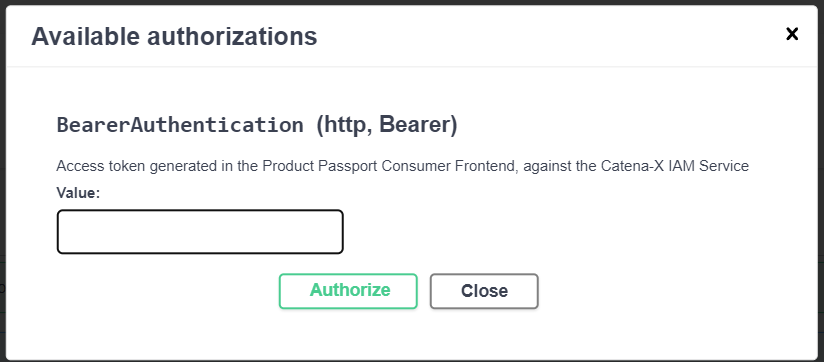 Available authorizations
x
BearerAuthentication (http, Bearer)
Access token generated in the Product Passport Consumer Frontend, against the Catena-X IAM Service
Value:
Authorize Close